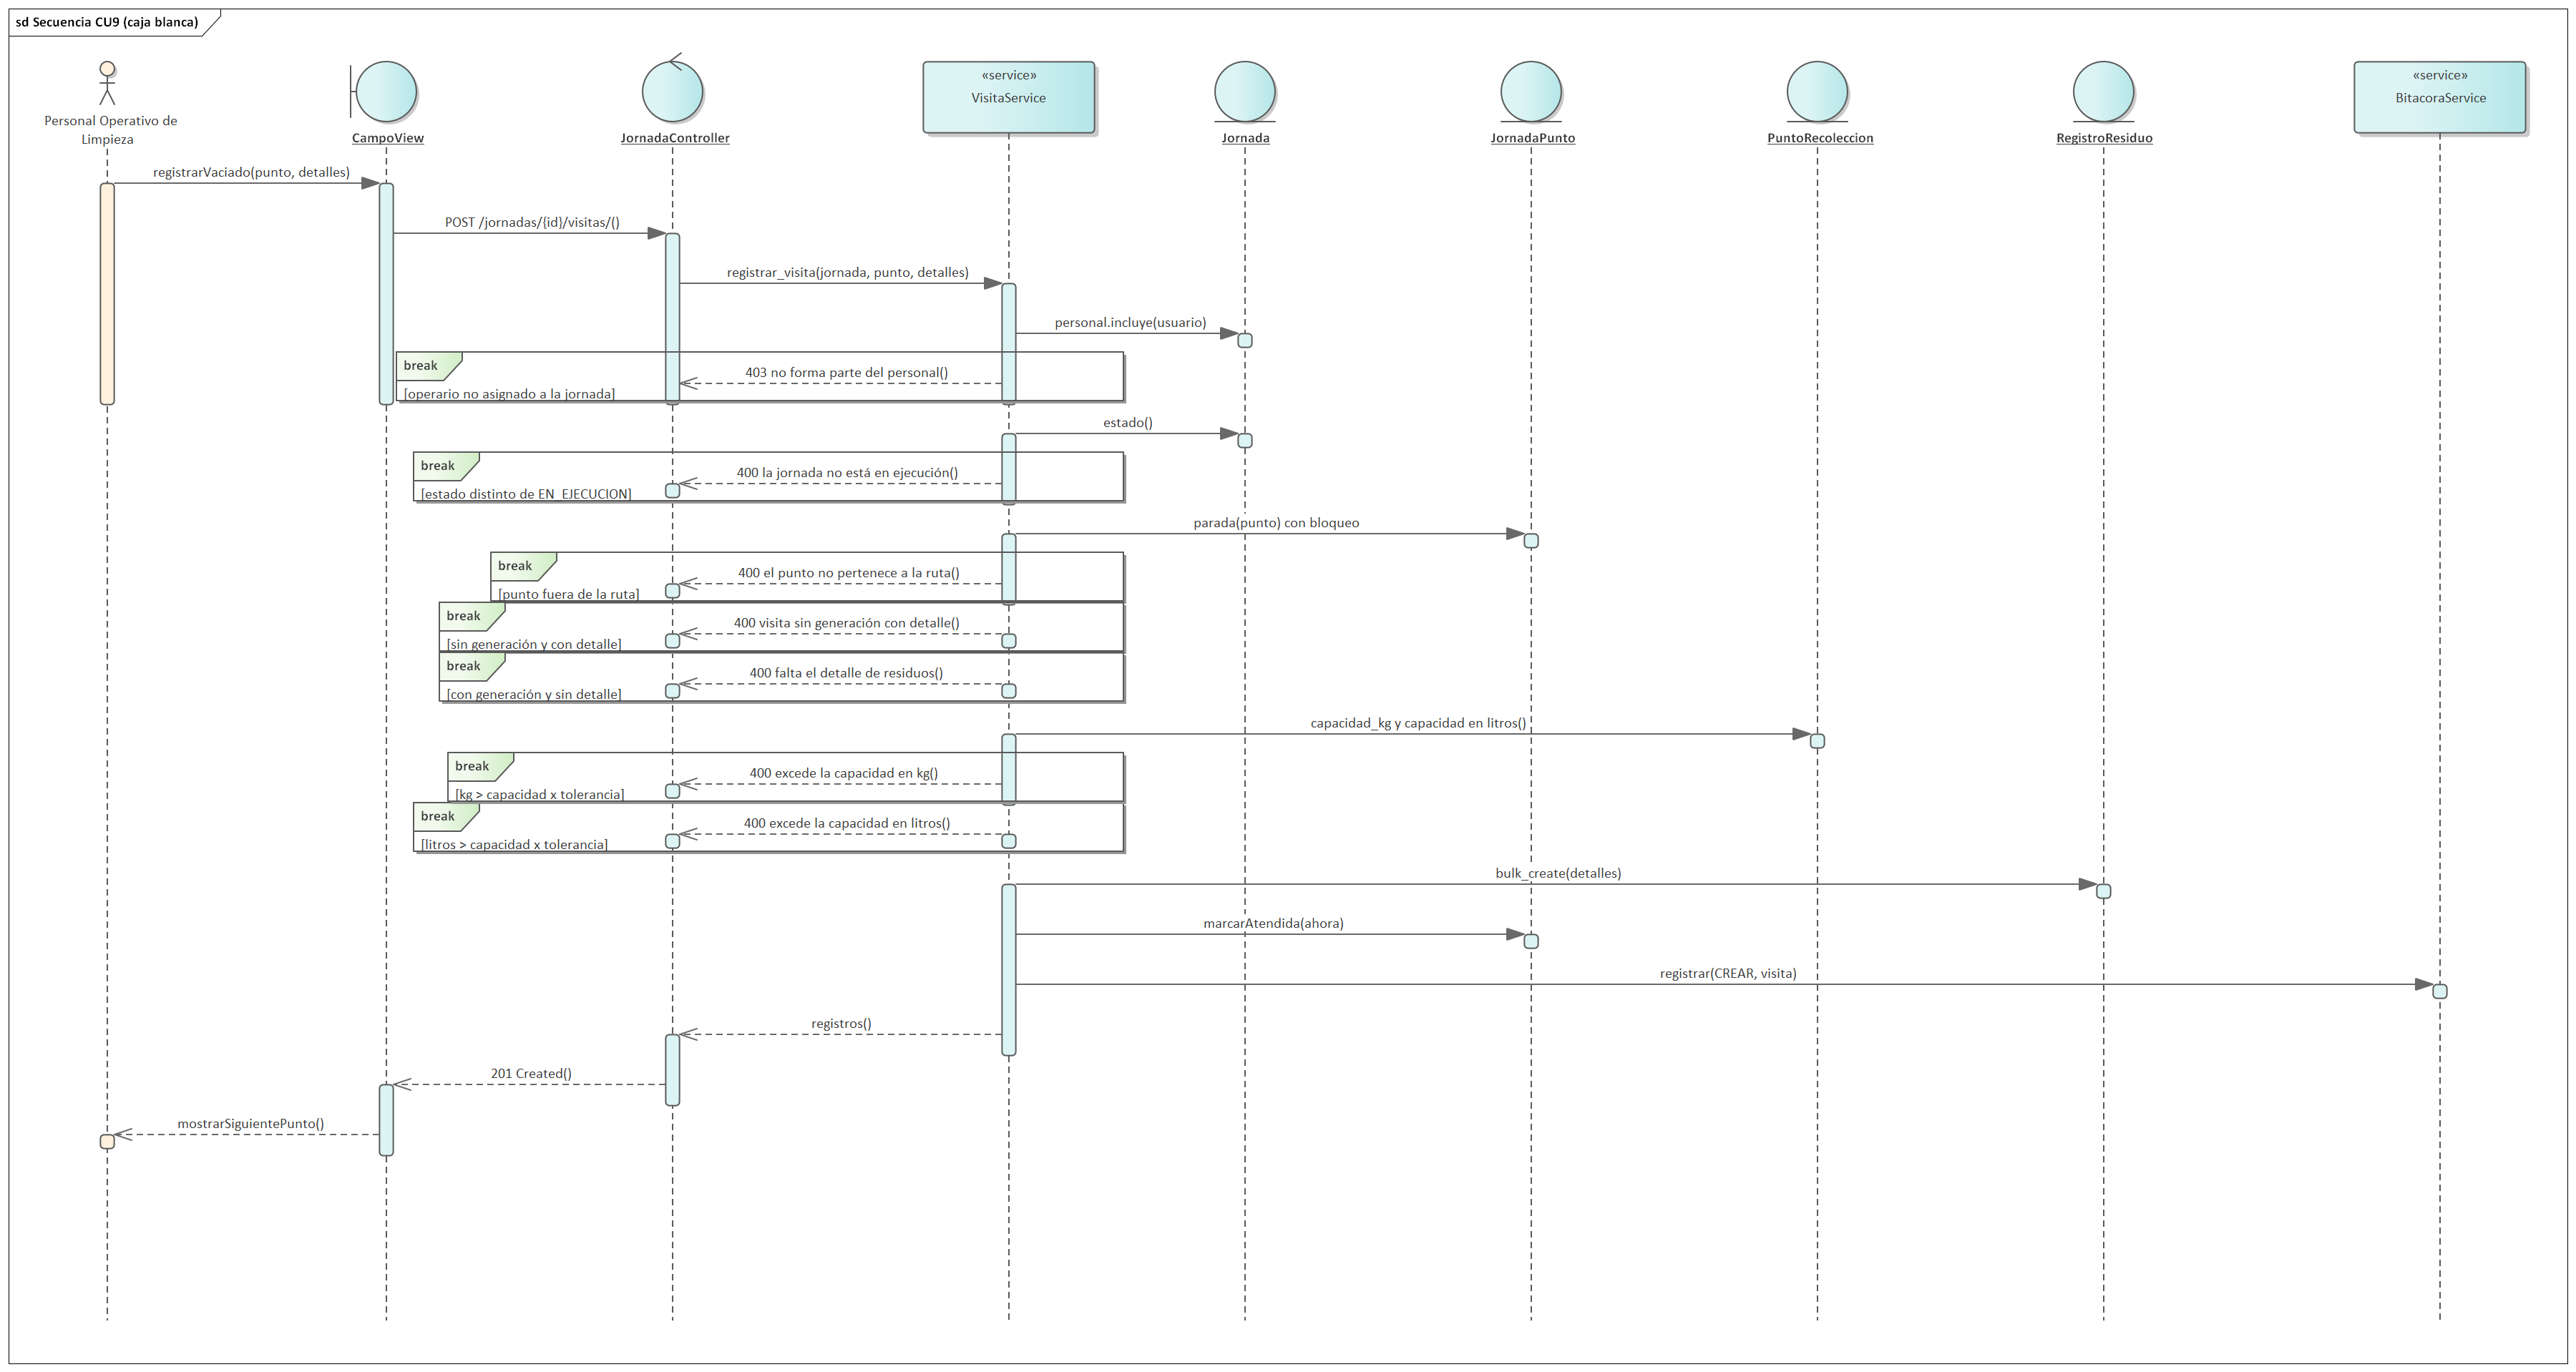 sd Secuencia CU9 (caja blanca)
Personal Operativo de
Limpieza
CampoView
JornadaController
«service»
VisitaService
Jornada
JornadaPunto
PuntoRecoleccion
RegistroResiduo
«service»
BitacoraService
registrarVaciado(punto, detalles)
POST /jornadas/{id}/visitas/()
registrar_visita(jornada, punto, detalles)
personal.incluye(usuario)
break
403 no forma parte del personal()
[operario no asignado a la jornada]
estado()
break
400 la jornada no está en ejecución()
[estado distinto de EN_EJECUCION]
parada(punto) con bloqueo
break
400 el punto no pertenece a la ruta()
[punto fuera de la ruta]
break
400 visita sin generación con detalle()
[sin generación y con detalle]
break
400 falta el detalle de residuos()
[con generación y sin detalle]
capacidad_kg y capacidad en litros()
break
400 excede la capacidad en kg()
[kg > capacidad x tolerancia]
break
400 excede la capacidad en litros()
[litros > capacidad x tolerancia]
bulk_create(detalles)
marcarAtendida(ahora)
registrar(CREAR, visita)
registros()
201 Created()
mostrarSiguientePunto()